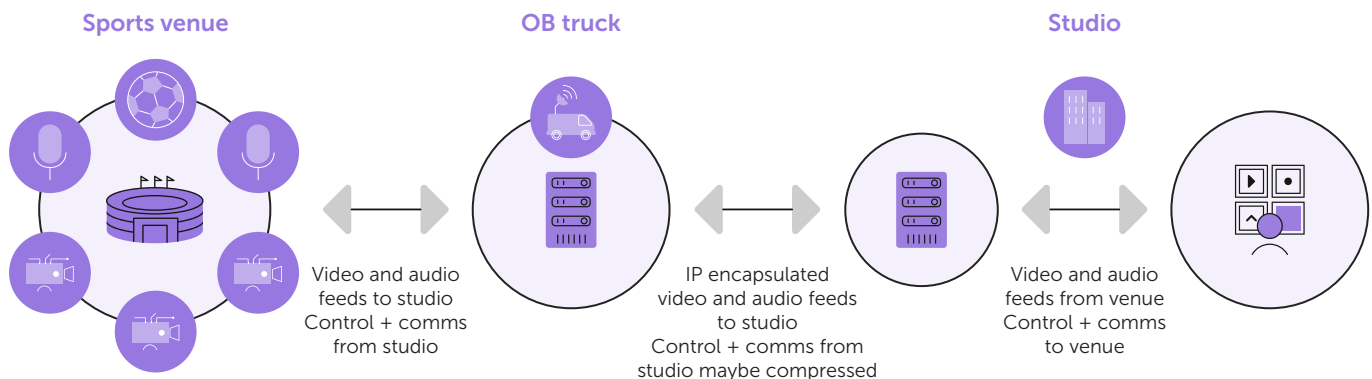 Sports venue
OB truck
Studio
Video and audio
feeds to studio
Control + comms
from studio
IP encapsulated
video and audio feeds
to studio
Control + comms from
studio maybe compressed
Video and audio
feeds from venue
Control + comms
to venue